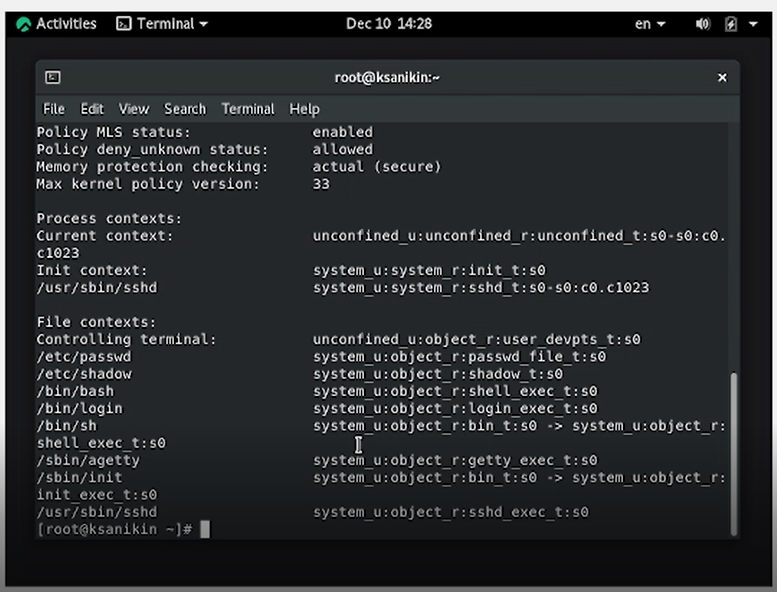 Activities Terminal Dec 10 14:28 en
root@ksanikin:~ ×
File Edit View Search Terminal Help
Policy MLS status: enabled
Policy deny_unknown status: allowed
Memory protection checking: actual (secure)
Max kernel policy version: 33
Process contexts:
Current context: unconfined_u:unconfined_r:unconfined_t:s0-s0:c0.
c1023
Init context: system_u:system_r:init_t:s0
/usr/sbin/sshd system_u:system_r:sshd_t:s0-s0:c0.c1023
File contexts:
Controlling terminal: unconfined_u:object_r:user_devpts_t:s0
/etc/passwd system_u:object_r:passwd_file_t:s0
/etc/shadow system_u:object_r:shadow_t:s0
/bin/bash system_u:object_r:shell_exec_t:s0
/bin/login system_u:object_r:login_exec_t:s0
/bin/sh system_u:object_r:bin_t:s0 -> system_u:object_r:
shell_exec_t:s0
/sbin/agetty system_u:object_r:getty_exec_t:s0
/sbin/init system_u:object_r:bin_t:s0 -> system_u:object_r:
init_exec_t:s0
/usr/sbin/sshd system_u:object_r:sshd_exec_t:s0
[root@ksanikin ~]#